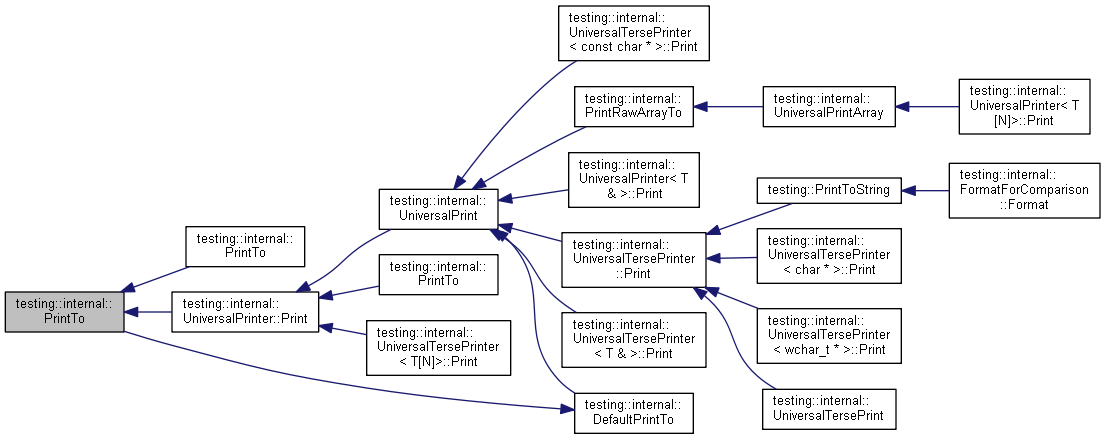 testing::internal::
PrintTo
testing::internal::
PrintTo
testing::internal::
UniversalPrinter::Print
testing::internal::
UniversalPrint
testing::internal::
PrintTo
testing::internal::
UniversalTersePrinter
< T[N]>::Print
testing::internal::
UniversalTersePrinter
< const char * >::Print
testing::internal::
PrintRawArrayTo
testing::internal::
UniversalPrinter< T
& >::Print
testing::internal::
UniversalTersePrinter
::Print
testing::internal::
UniversalTersePrinter
< T & >::Print
testing::internal::
DefaultPrintTo
testing::internal::
UniversalPrintArray
testing::PrintToString
testing::internal::
UniversalTersePrinter
< char * >::Print
testing::internal::
UniversalTersePrinter
< wchar_t * >::Print
testing::internal::
UniversalTersePrint
testing::internal::
UniversalPrinter< T
[N]>::Print
testing::internal::
FormatForComparison
::Format